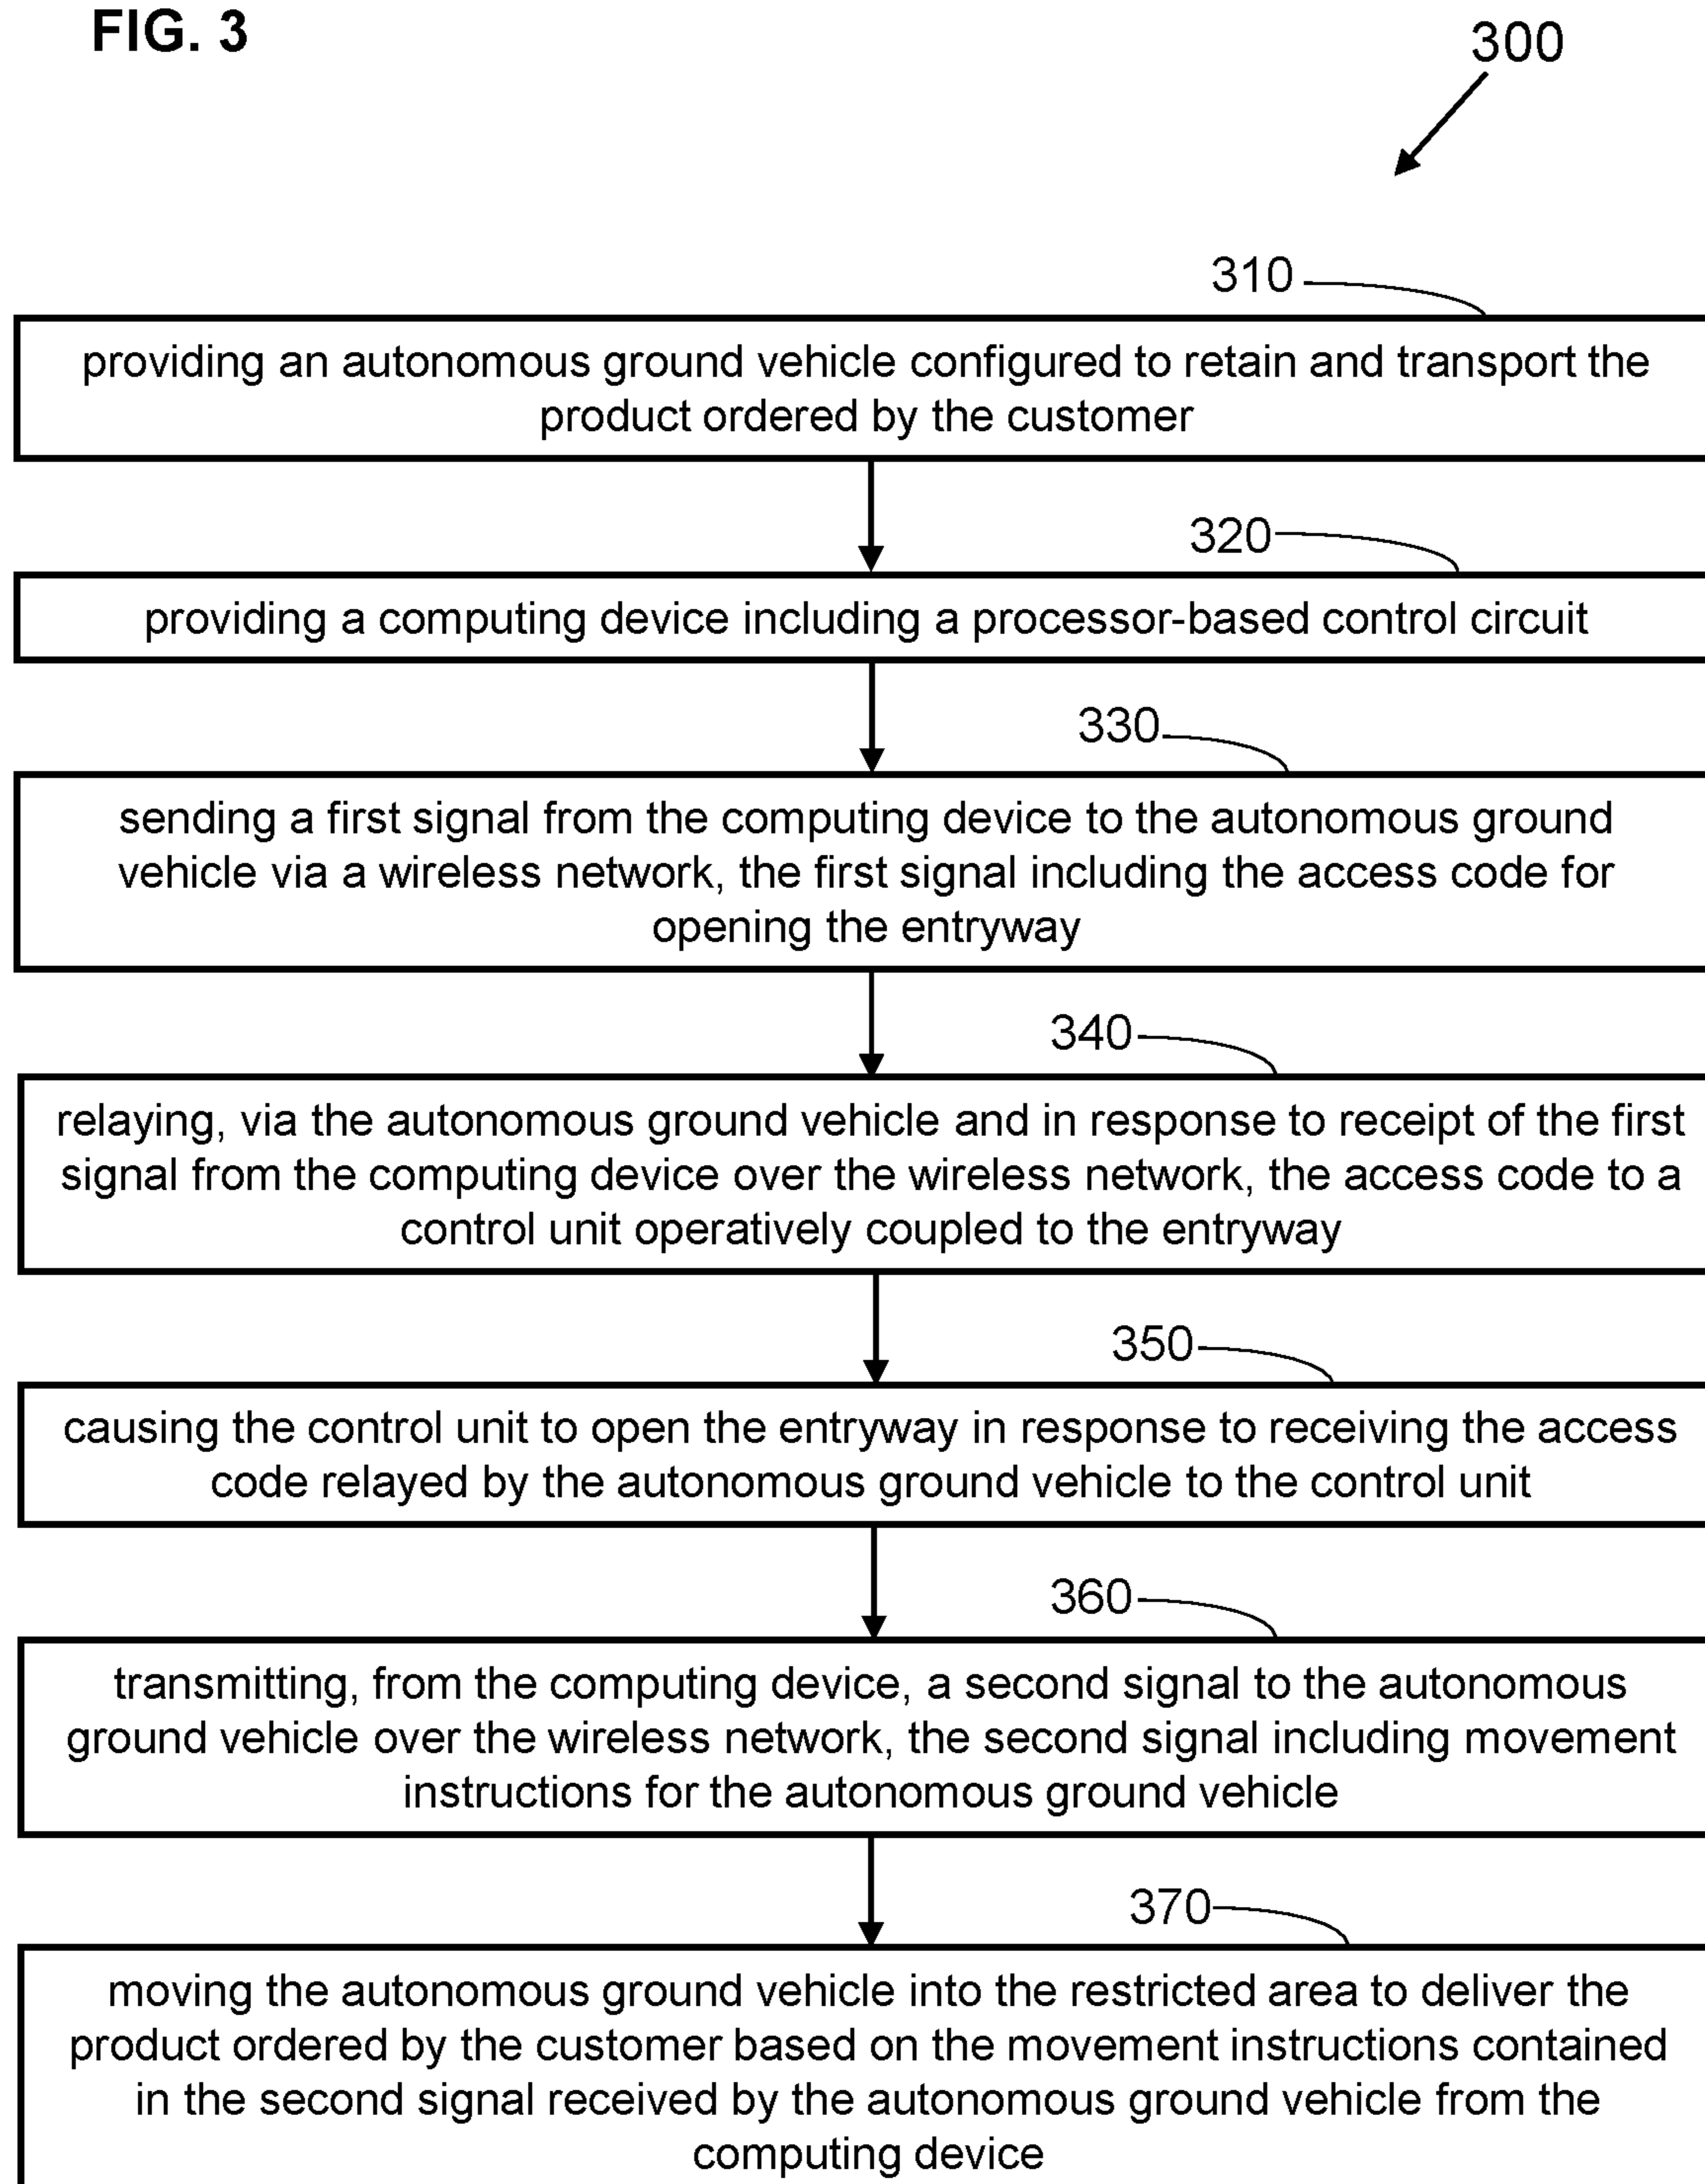 FIG. 3
300
310
providing an autonomous ground vehicle configured to retain and transport the
product ordered by the customer
320
providing a computing device including a processor-based control circuit
330
sending a first signal from the computing device to the autonomous ground
vehicle via a wireless network, the first signal including the access code for
opening the entryway
340
relaying, via the autonomous ground vehicle and in response to receipt of the first
signal from the computing device over the wireless network, the access code to a
control unit operatively coupled to the entryway
350
causing the control unit to open the entryway in response to receiving the access
code relayed by the autonomous ground vehicle to the control unit
360
transmitting, from the computing device, a second signal to the autonomous
ground vehicle over the wireless network, the second signal including movement
instructions for the autonomous ground vehicle
370
moving the autonomous ground vehicle into the restricted area to deliver the
product ordered by the customer based on the movement instructions contained
in the second signal received by the autonomous ground vehicle from the
computing device